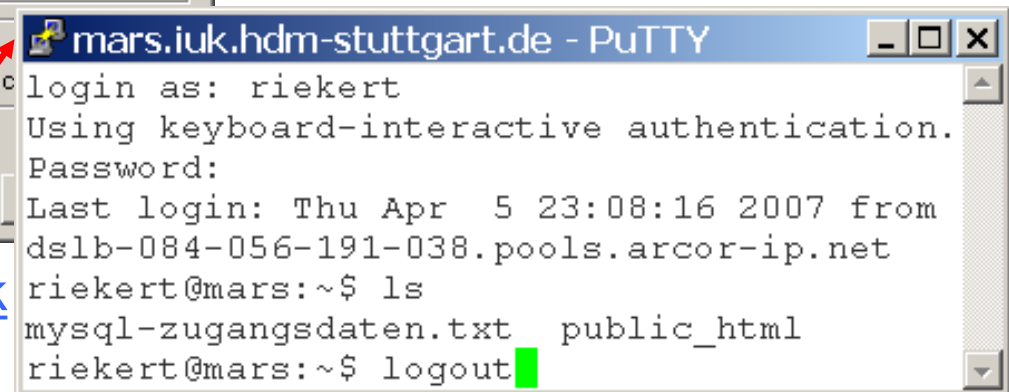 mars.iuk.hdm-stuttgart.de - PuTTY
login as: riekert
Using keyboard-interactive authentication.
Password:
Last login: Thu Apr  5 23:08:16 2007 from
dslb-084-056-191-038.pools.arcor-ip.net
riekert@mars:~$ ls
mysql-zugangsdaten.txt  public_html
riekert@mars:~$ logout